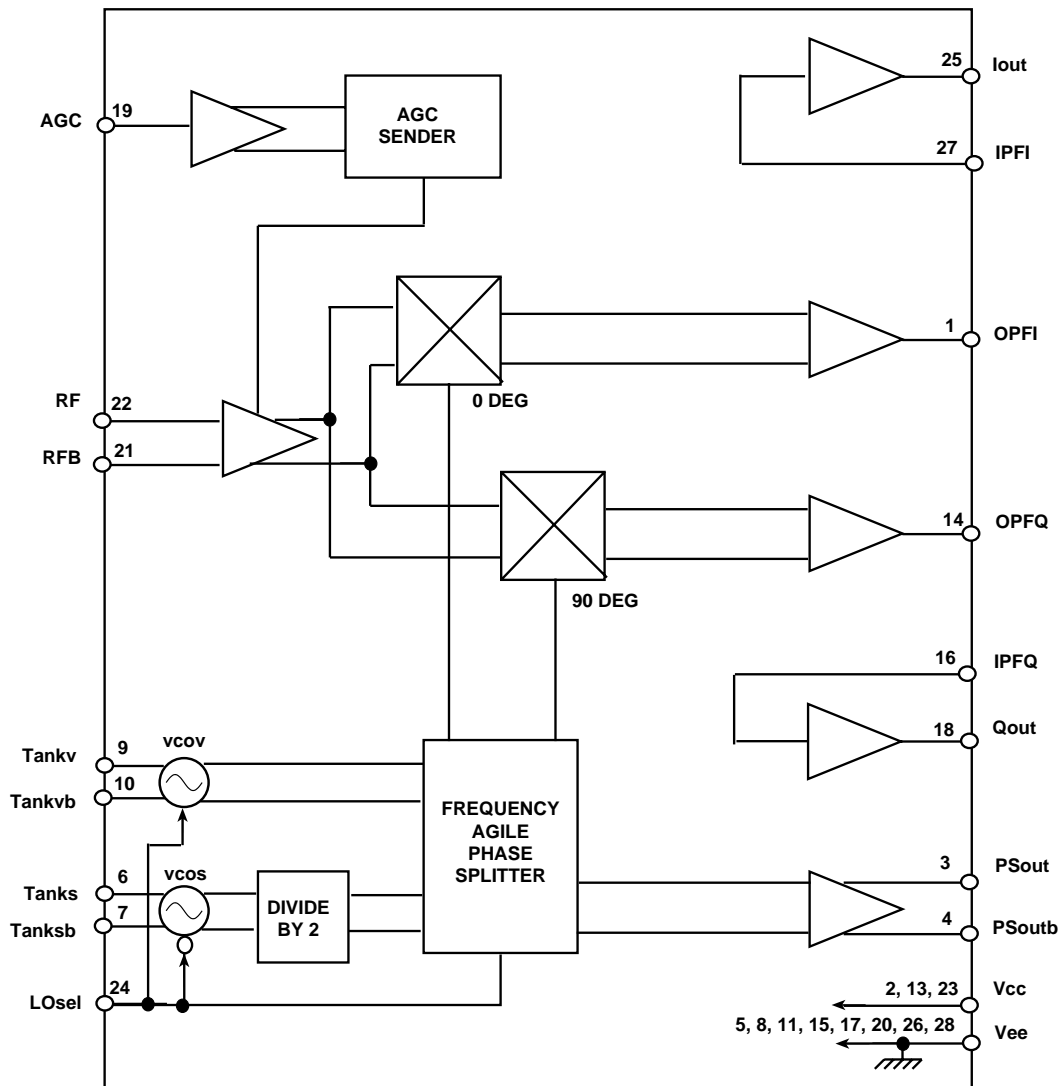 25
Iout
19
AGC
AGC
SENDER
27
IPFI
1
OPFI
RF
22
0 DEG
21
RFB
14
OPFQ
90 DEG
16
IPFQ
18
Qout
vcov
9
Tankv
10
Tankvb
FREQUENCY
AGILE
PHASE
SPLITTER
3
PSout
6
Tanks
vcos
DIVIDE
BY 2
7
Tanksb
4
PSoutb
24
LOsel
2, 13, 23
Vcc
5, 8, 11, 15, 17, 20, 26, 28
Vee